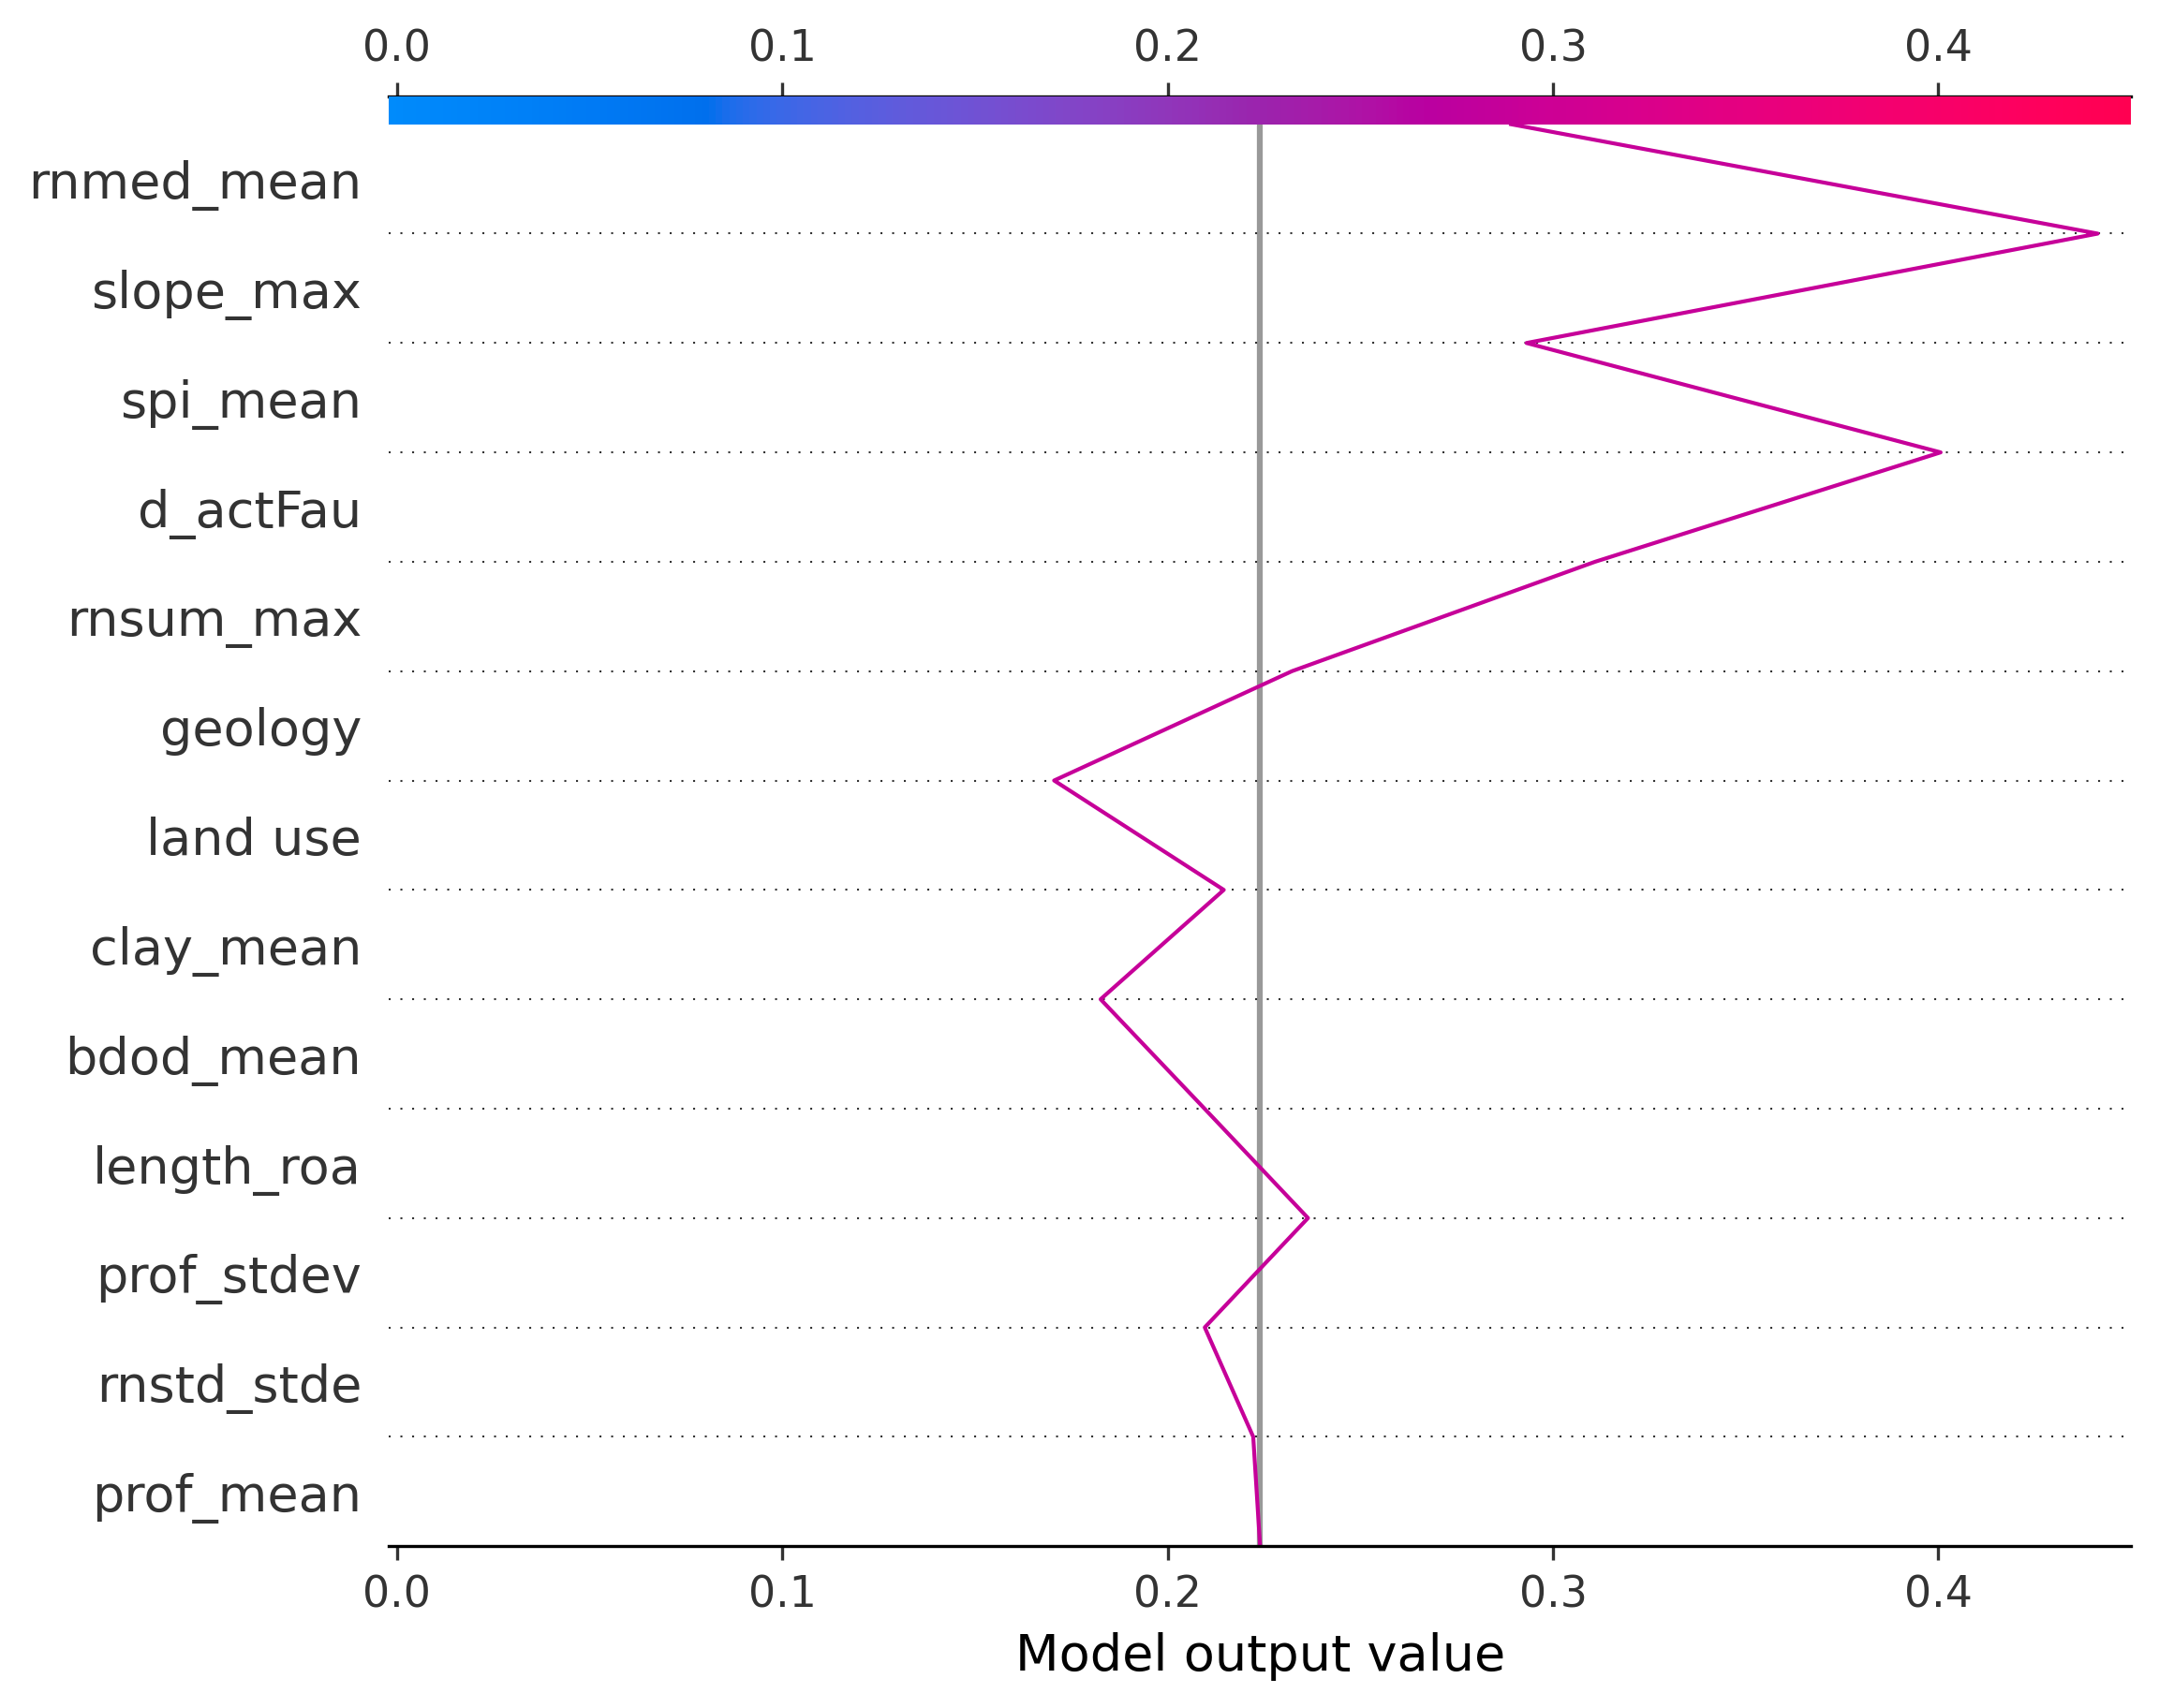 0.0 0.1 0.2 0.3 0.4
rnmed_mean
slope_max
spi_mean
d_actFau
rnsum_max
geology
land use
clay_mean
bdod_mean
length_roa
prof_stdev
rnstd_stde
prof_mean
0.0 0.1 0.2 0.3 0.4
Model output value